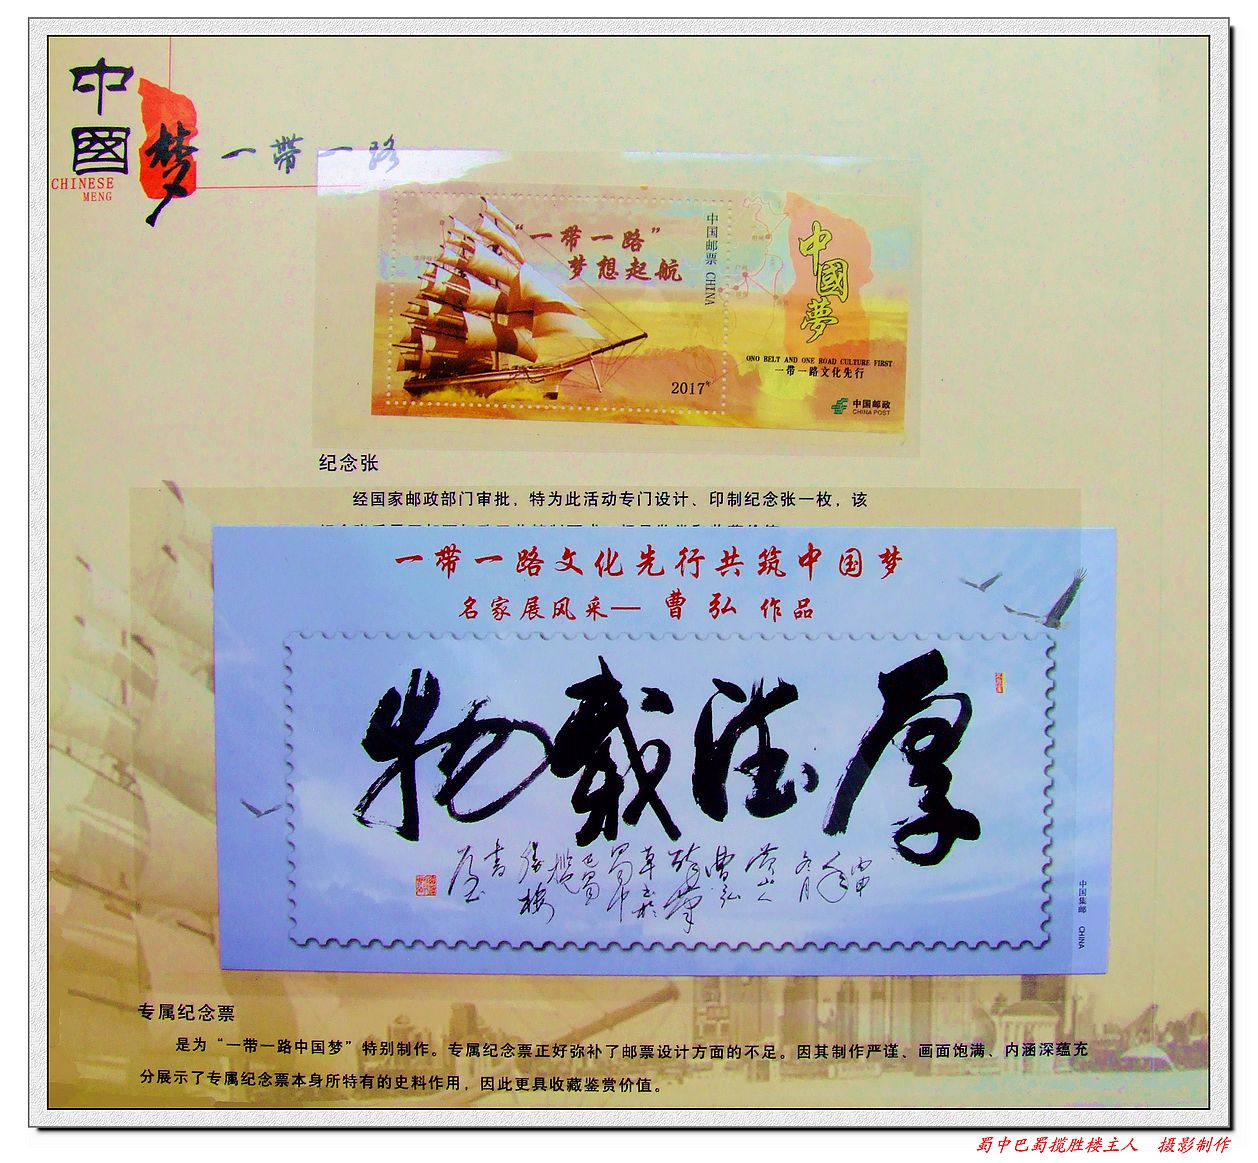 中國梦
CHINESE
MENG
一带一路
"一带一路"
梦想起航
中国邮票 CHINA
2017年
中國夢
ONO BELT AND ONE ROAD CULTURE FIRST
一带一路文化先行
中国邮政
CHINA POST
纪念张
经国家邮政部门审批，特为此活动专门设计、印制纪念张一枚，该
一带一路文化先行共筑中国梦
名家展风采— 曹弘 作品
厚德载物
中国集邮 CHINA
专属纪念票
是为“一带一路中国梦”特别制作。专属纪念票正好弥补了邮票设计方面的不足。因其制作严谨、画面饱满、内涵深蕴充
分展示了专属纪念票本身所特有的史料作用，因此更具收藏鉴赏价值。
蜀中巴蜀揽胜楼主人 摄影制作